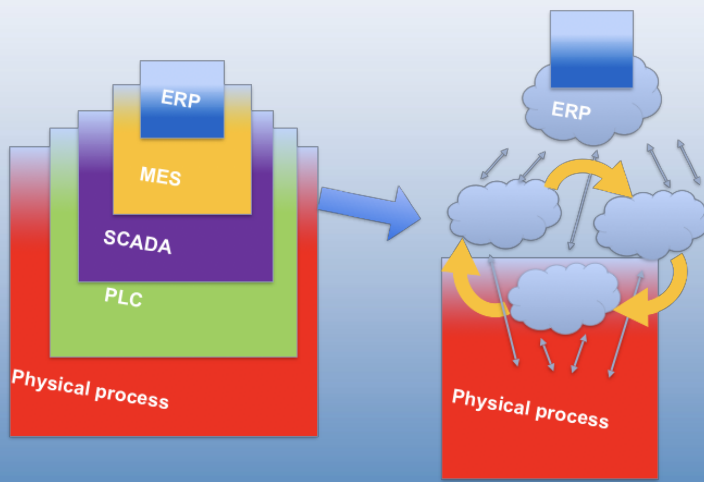 ERP
MES
SCADA
PLC
Physical process
ERP
Physical process